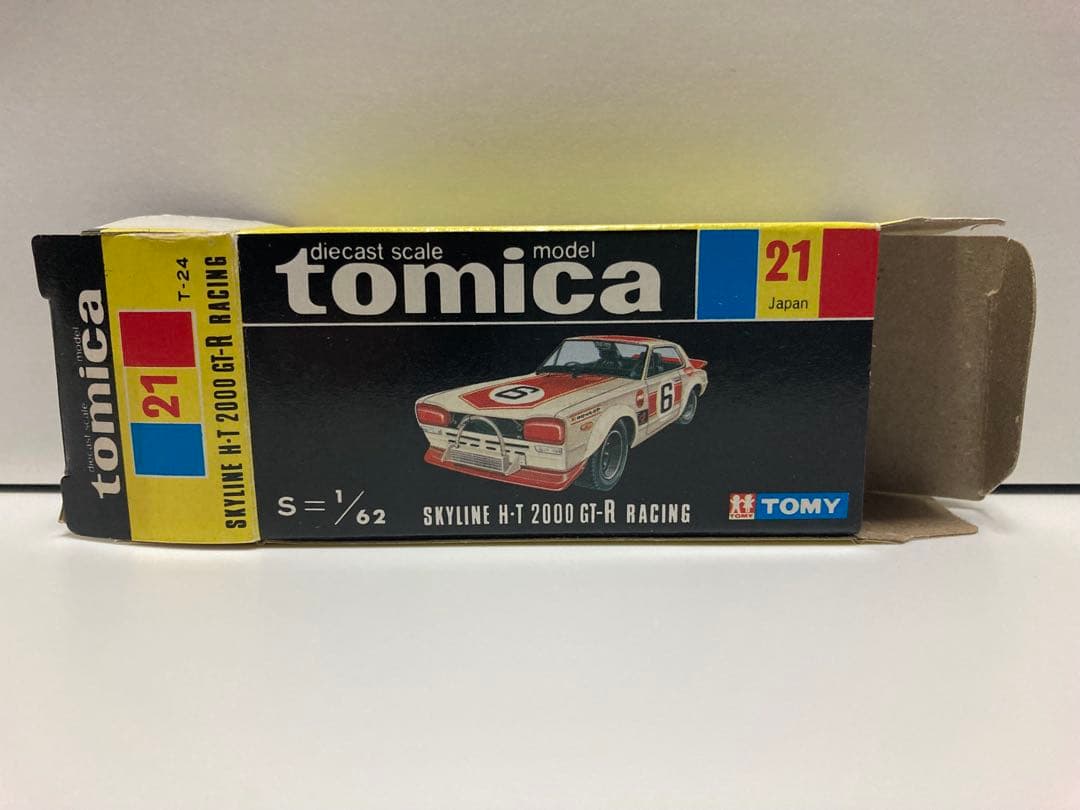 diecast scale model
tomica
21
Japan
6
6
DUNLOP
S = 1/62
SKYLINE H·T 2000 GT-R RACING
TOMY
TOMY
diecast scale model
tomica
21
T-24
SKYLINE H·T 2000 GT-R RACING